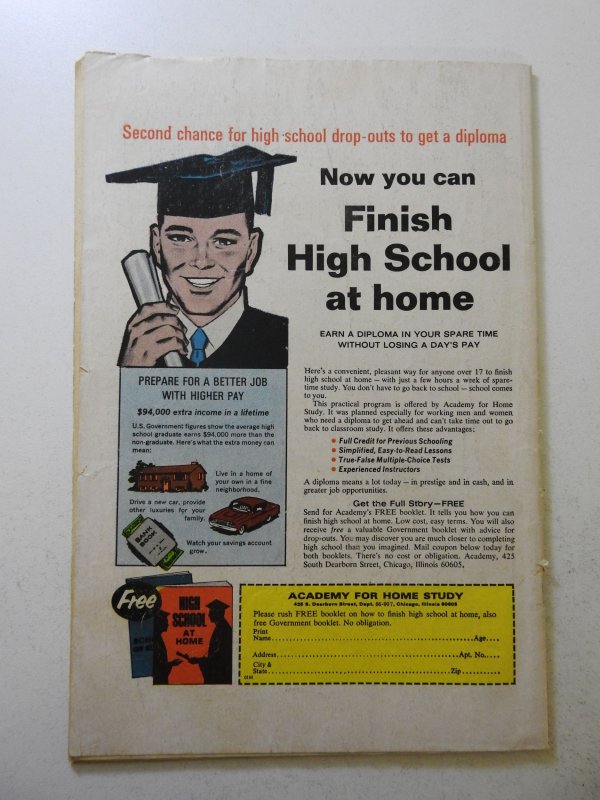 Second chance for high school drop-outs to get a diploma
Now you can
Finish
High School
at home
EARN A DIPLOMA IN YOUR SPARE TIME
WITHOUT LOSING A DAY'S PAY
PREPARE FOR A BETTER JOB
WITH HIGHER PAY
$94,000 extra income in a lifetime
U.S. Government figures show the average high
school graduate earns $94,000 more than the
non-graduate. Here's what the extra money can
mean:
Live in a home of
your own in a fine
neighborhood.
Drive a new car, provide
other luxuries for your
family.
BANK
BOOK
Watch your savings account
grow.
Here's a convenient, pleasant way for anyone over 17 to finish
high school at home — with just a few hours a week of spare-
time study. You don't have to go back to school — school comes
to you.
This practical program is offered by Academy for Home
Study. It was planned especially for working men and women
who need a diploma to get ahead and can't take time out to go
back to classroom study. It offers these advantages:
• Full Credit for Previous Schooling
• Simplified, Easy-to-Read Lessons
• True-False Multiple-Choice Tests
• Experienced Instructors
A diploma means a lot today — in prestige and in cash, and in
greater job opportunities.
Get the Full Story—FREE
Send for Academy's FREE booklet. It tells you how you can
finish high school at home. Low cost, easy terms. You will also
receive free a valuable Government booklet with advice for
drop-outs. You may discover you are much closer to completing
high school than you imagined. Mail coupon below today for
both booklets. There's no cost or obligation. Academy, 425
South Dearborn Street, Chicago, Illinois 60605.
Free
HIGH
SCHOOL
AT
HOME
ACADEMY FOR HOME STUDY
425 S. Dearborn Street, Dept. 56-007, Chicago, Illinois 60605
Please rush FREE booklet on how to finish high school at home, also
free Government booklet. No obligation.
Print
Name Age
Address Apt. No.
City &
State Zip